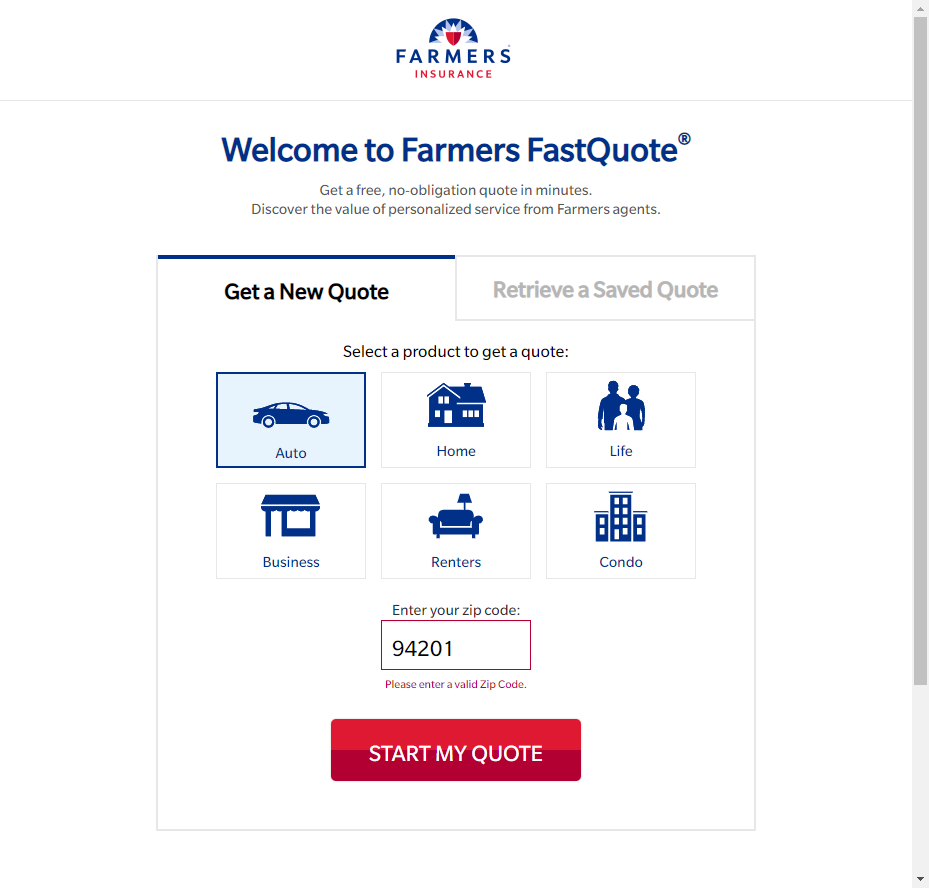 FARMERS
INSURANCE
Welcome to Farmers FastQuote®
Get a free, no-obligation quote in minutes.
Discover the value of personalized service from Farmers agents.
Get a New Quote
Retrieve a Saved Quote
Select a product to get a quote:
Auto
Home
Life
Business
Renters
Condo
Enter your zip code:
94201
Please enter a valid Zip Code.
START MY QUOTE